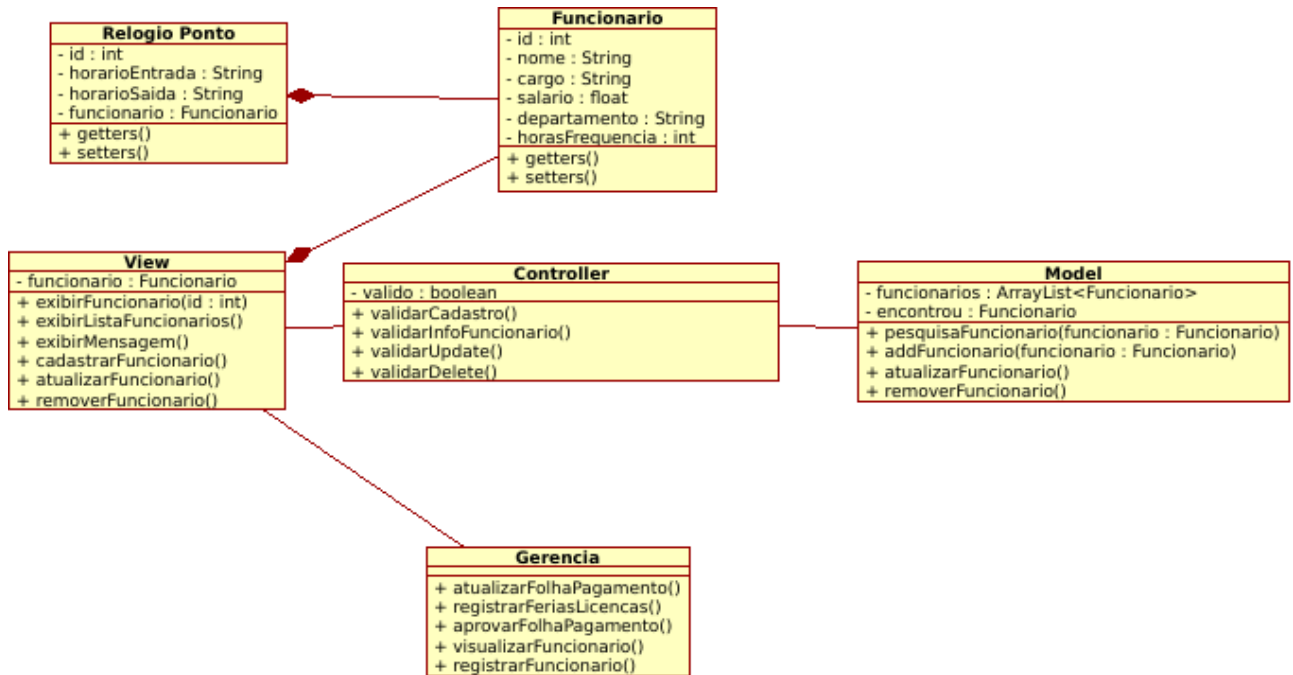 Relogio Ponto
- id : int
- horarioEntrada : String
- horarioSaida : String
- funcionario : Funcionario
+ getters()
+ setters()
Funcionario
- id : int
- nome : String
- cargo : String
- salario : float
- departamento : String
- horasFrequencia : int
+ getters()
+ setters()
View
- funcionario : Funcionario
+ exibirFuncionario(id : int)
+ exibirListaFuncionarios()
+ exibirMensagem()
+ cadastrarFuncionario()
+ atualizarFuncionario()
+ removerFuncionario()
Controller
- valido : boolean
+ validarCadastro()
+ validarInfoFuncionario()
+ validarUpdate()
+ validarDelete()
Model
- funcionarios : ArrayList<Funcionario>
- encontrou : Funcionario
+ pesquisaFuncionario(funcionario : Funcionario)
+ addFuncionario(funcionario : Funcionario)
+ atualizarFuncionario()
+ removerFuncionario()
Gerencia
+ atualizarFolhaPagamento()
+ registrarFeriasLicencas()
+ aprovarFolhaPagamento()
+ visualizarFuncionario()
+ registrarFuncionario()